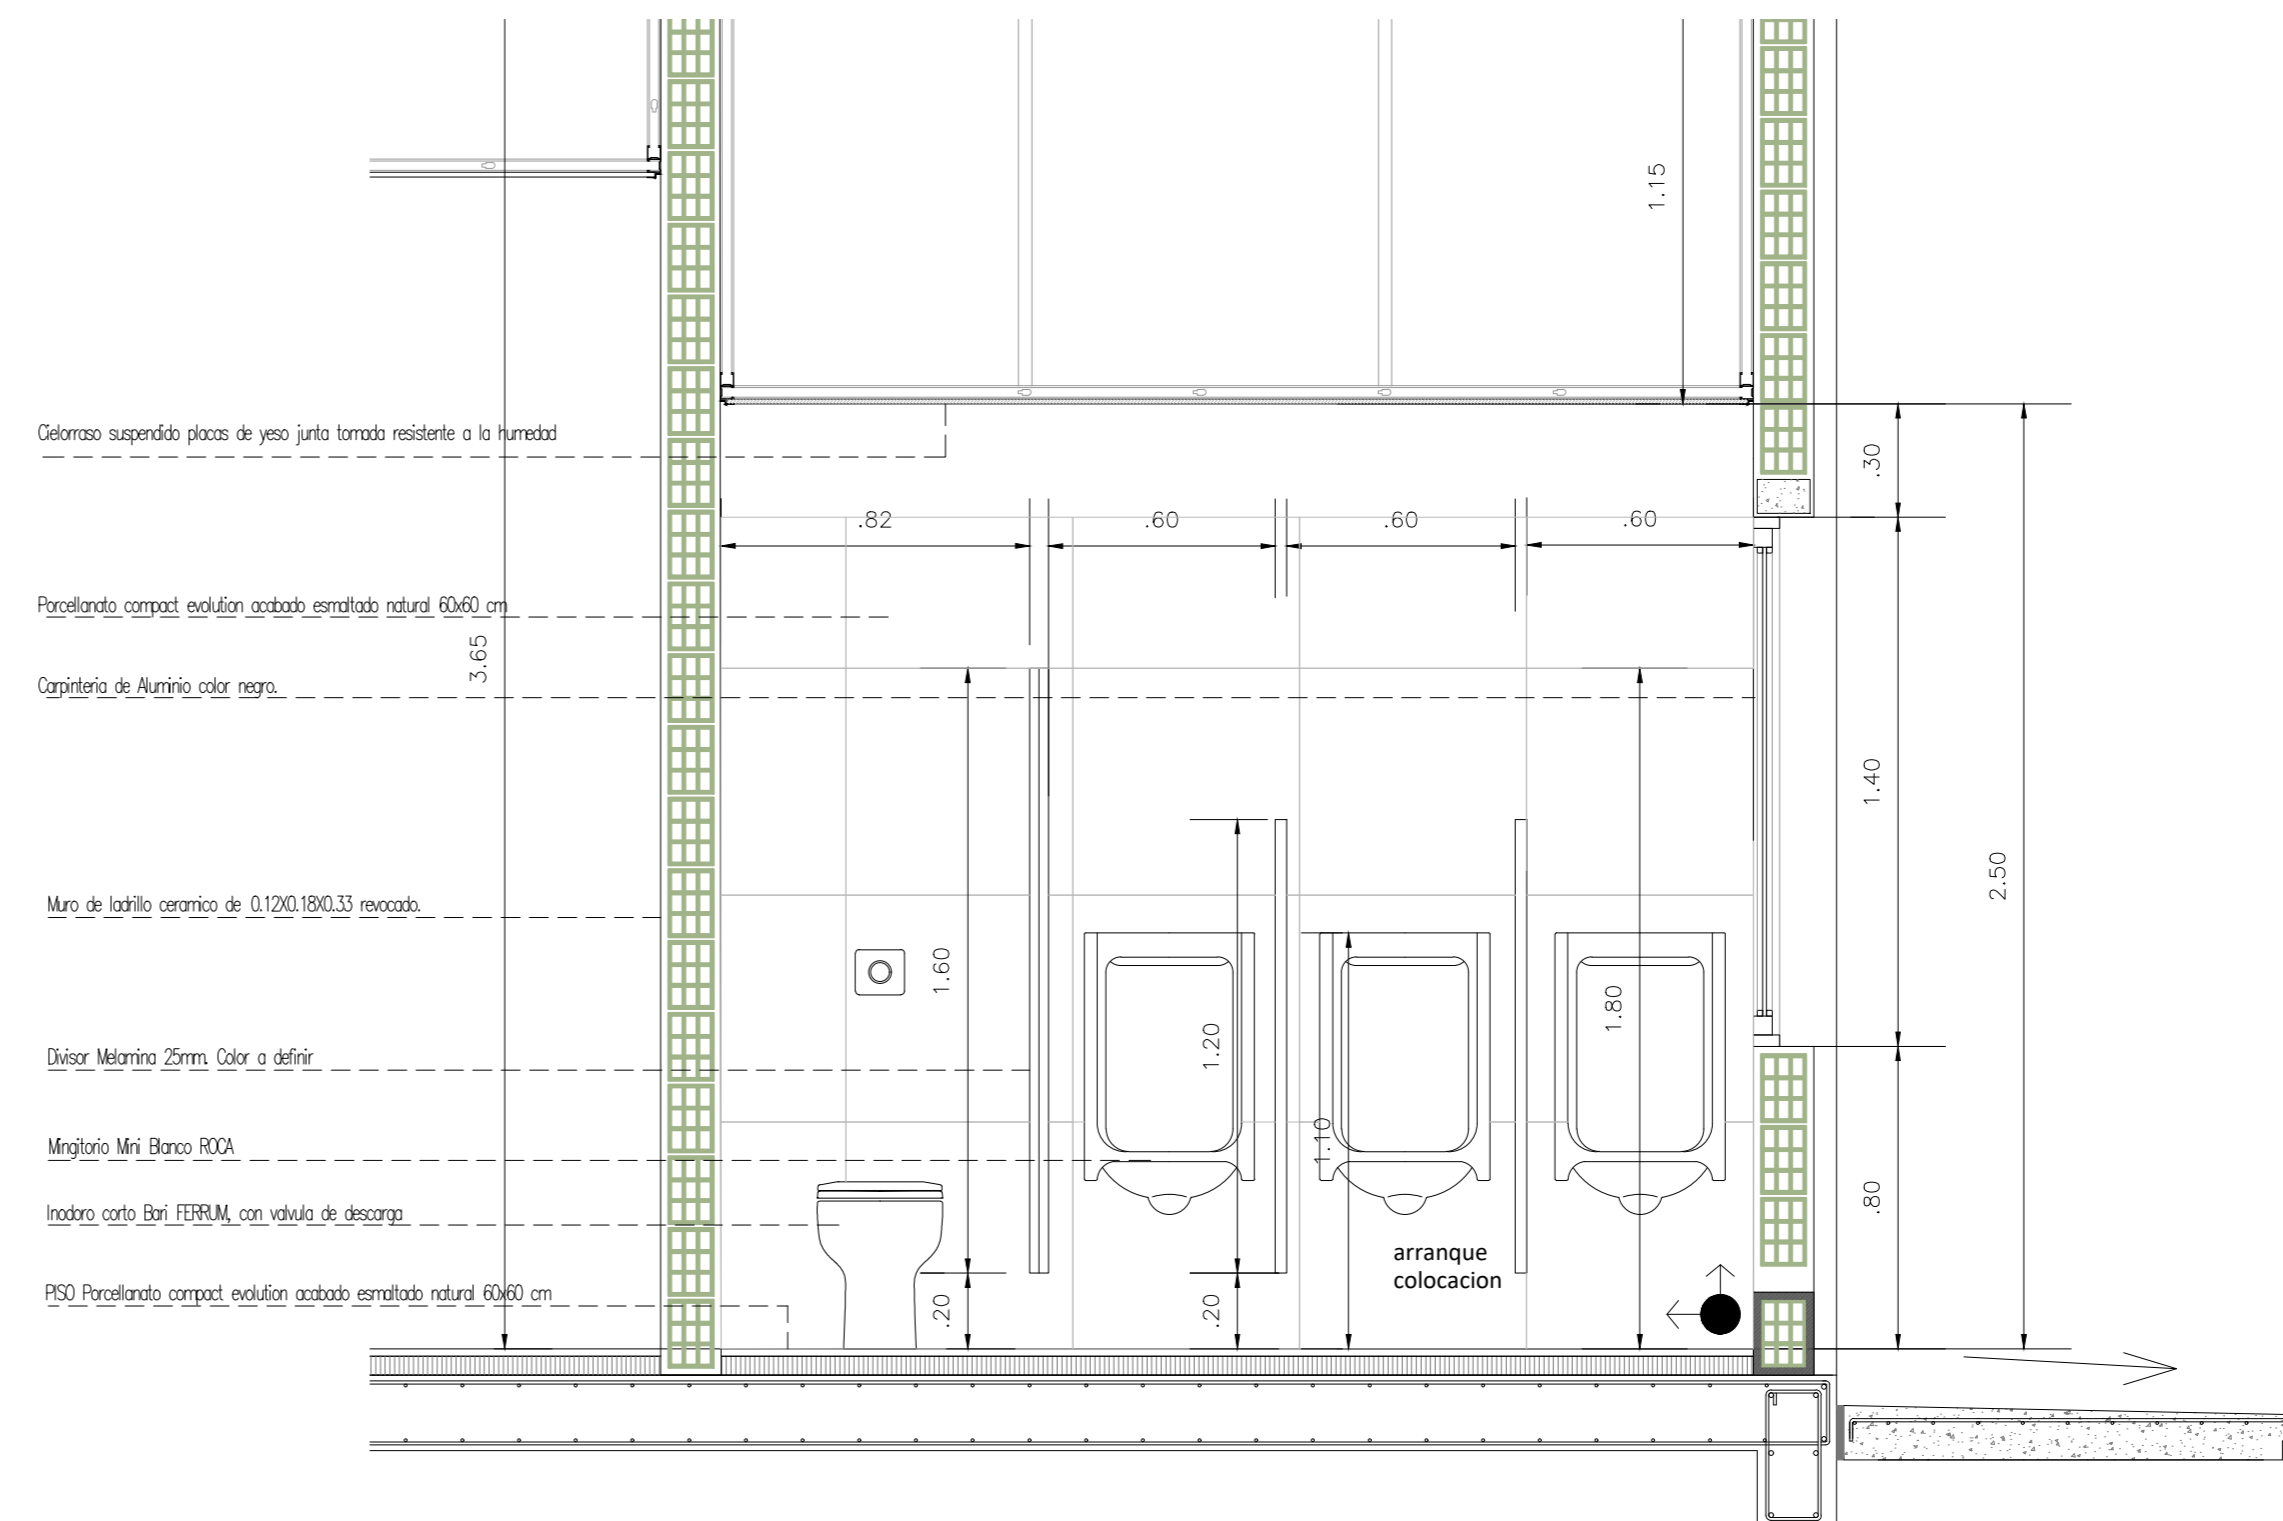 1.15
Cielorraso suspendido placas de yeso junta tomada resistente a la humedad
.30
.82
.60
.60
.60
Porcellanato compact evolution acabado esmaltado natural 60x60 cm
3.65
Carpinteria de Aluminio color negro.
1.40
2.50
Muro de ladrillo ceramico de 0.12X0.18X0.33 revocado.
1.60
1.80
1.20
Divisor Melamina 25mm. Color a definir
1.10
Mingitorio Mini Blanco ROCA
.80
Inodoro corto Bari FERRUM, con valvula de descarga
arranque
colocacion
PISO Porcellanato compact evolution acabado esmaltado natural 60x60 cm
.20
.20